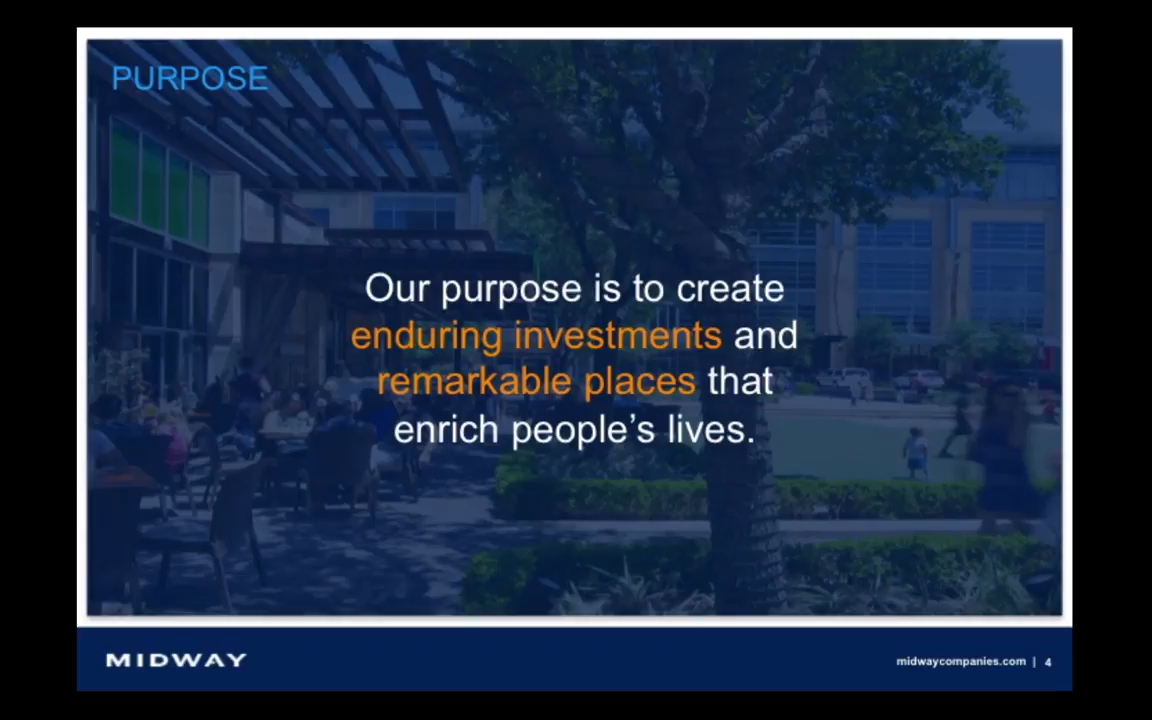 PURPOSE
Our purpose is to create
enduring investments and
remarkable places that
enrich people’s lives.
MIDWAY
midwaycompanies.com | 4